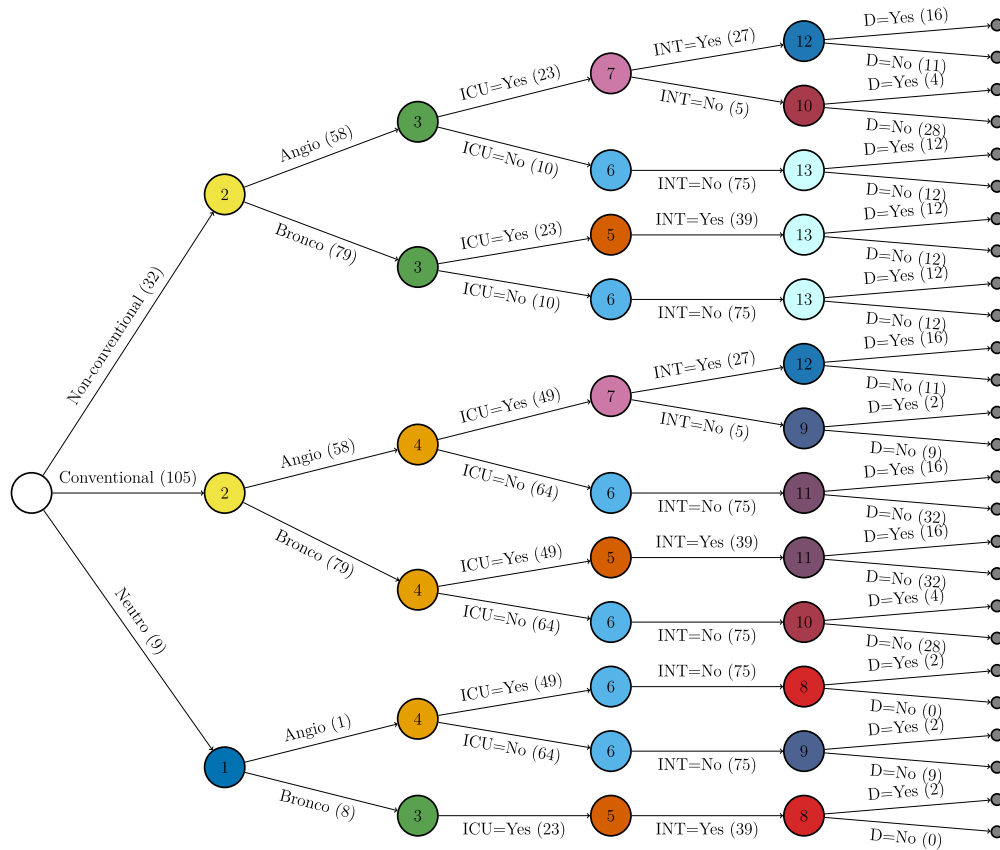 D=Yes (16)
12
INT=Yes (27)
D=No (11)
7
D=Yes (4)
ICU=Yes (23)
10
INT=No (5)
3
D=No (28)
Angio (58)
D=Yes (12)
ICU=No (10)
6
INT=No (75)
13
D=No (12)
2
D=Yes (12)
Bronco (79)
ICU=Yes (23)
5
INT=Yes (39)
13
D=No (12)
3
D=Yes (12)
ICU=No (10)
6
INT=No (75)
13
D=No (12)
Non-conventional (32)
D=Yes (16)
12
INT=Yes (27)
D=No (11)
7
D=Yes (2)
ICU=Yes (49)
9
INT=No (5)
4
D=No (9)
Angio (58)
D=Yes (16)
ICU=No (64)
6
INT=No (75)
11
D=No (32)
Conventional (105)
2
D=Yes (16)
Bronco (79)
ICU=Yes (49)
5
INT=Yes (39)
11
D=No (32)
4
D=Yes (4)
ICU=No (64)
6
INT=No (75)
10
D=No (28)
Neutro (9)
D=Yes (2)
ICU=Yes (49)
6
INT=No (75)
8
D=No (0)
4
Angio (1)
D=Yes (2)
ICU=No (64)
6
INT=No (75)
9
D=No (9)
1
D=Yes (2)
Bronco (8)
3
ICU=Yes (23)
5
INT=Yes (39)
8
D=No (0)